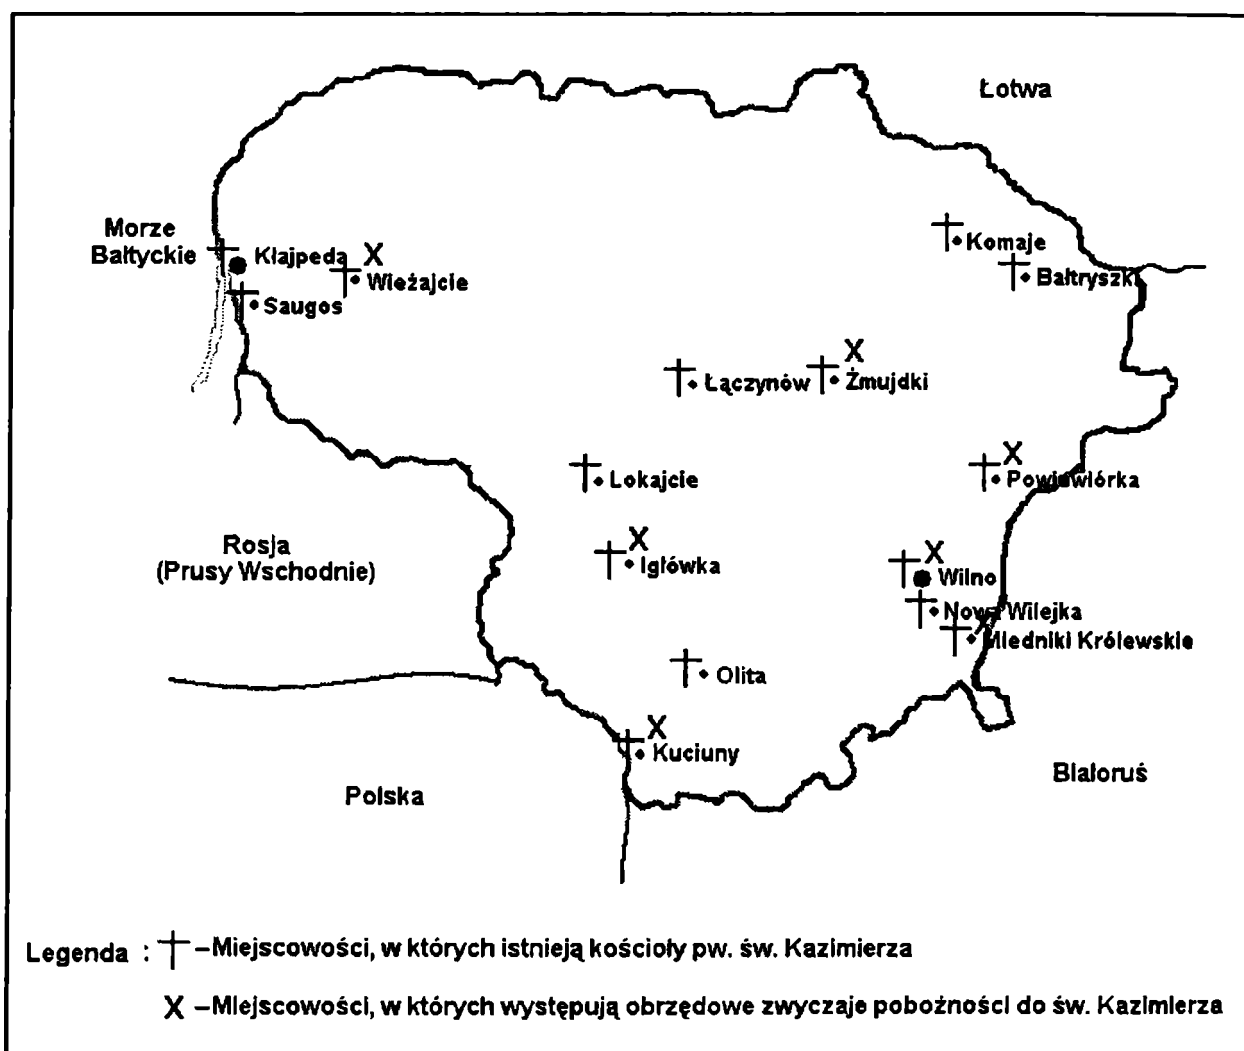 Łotwa
Morze
Bałtyckie
Kłajpeda
X
Wieżajcie
Saugos
Komaje
Bałtryszki
Łączynów
X
Żmujdki
Lokajcie
X
Powiewiórka
Rosja
(Prusy Wschodnie)
X
Iglówka
X
Wilno
Nowa Wilejka
X
Miedniki Królewskie
Olita
X
Kuciuny
Polska
Białoruś
Legenda : † –Miejscowości, w których istnieją kościoły pw. św. Kazimierza
X –Miejscowości, w których występują obrzędowe zwyczaje pobożności do św. Kazimierza